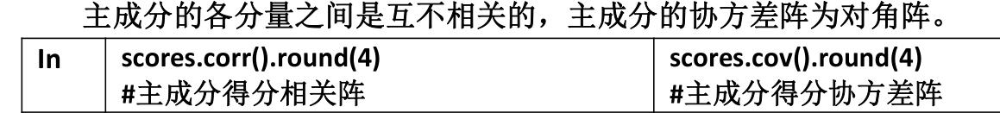 主成分的各分量之间是互不相关的，主成分的协方差阵为对角阵。
In scores.corr().round(4) scores.cov().round(4)
#主成分得分相关阵 #主成分得分协方差阵